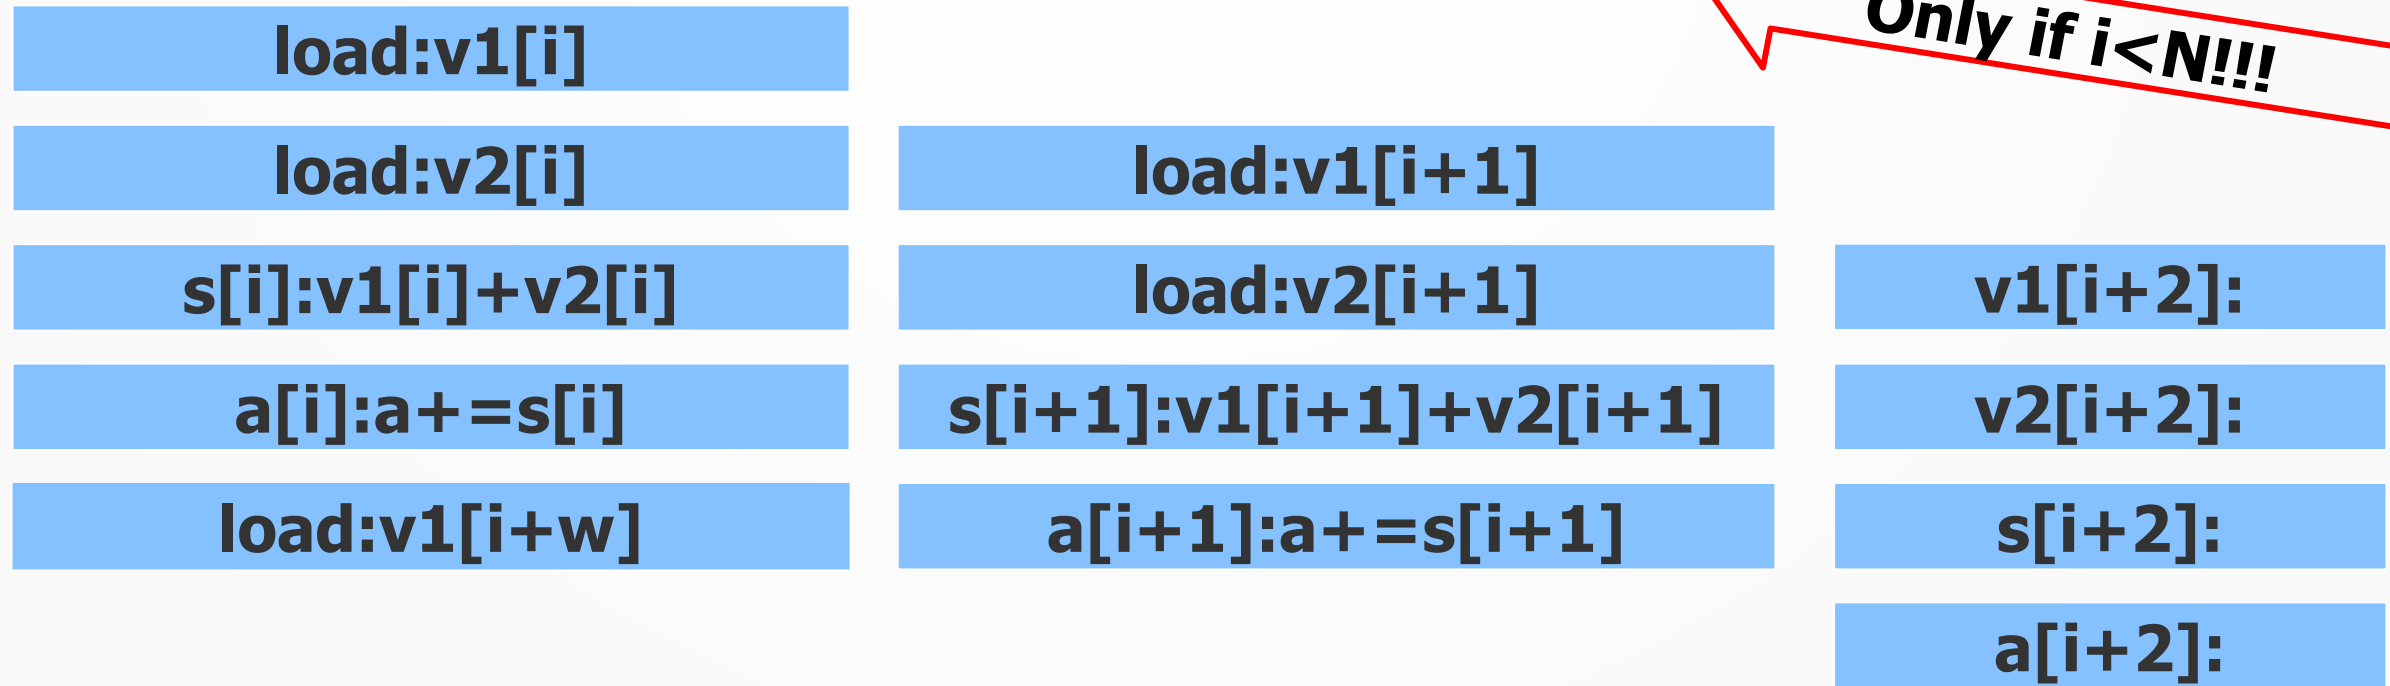 load:v1[i]
Only if i<N!!!
load:v2[i]
load:v1[i+1]
s[i]:v1[i]+v2[i]
load:v2[i+1]
v1[i+2]:
a[i]:a+=s[i]
s[i+1]:v1[i+1]+v2[i+1]
v2[i+2]:
load:v1[i+w]
a[i+1]:a+=s[i+1]
s[i+2]:
a[i+2]: